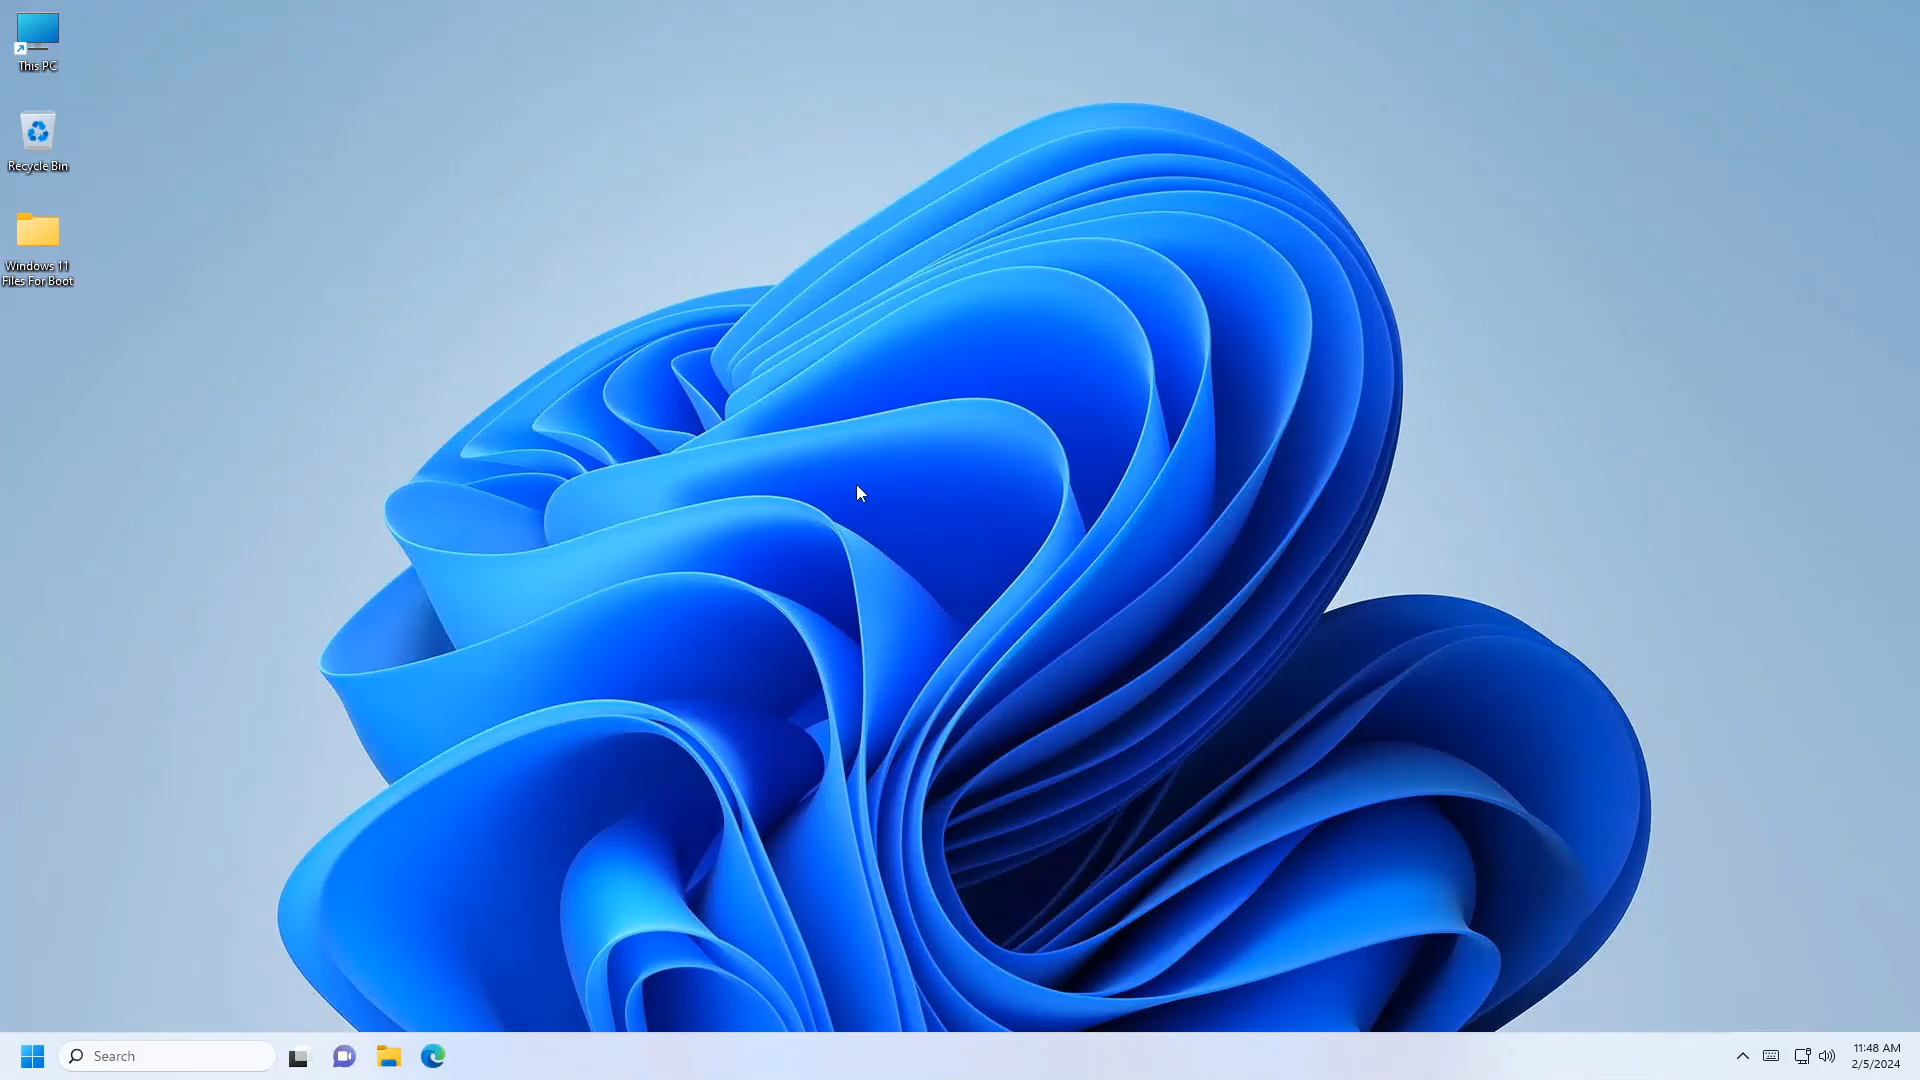 This PC
Recycle Bin
Windows 11
Files For Boot
Search
11:48 AM
2/5/2024